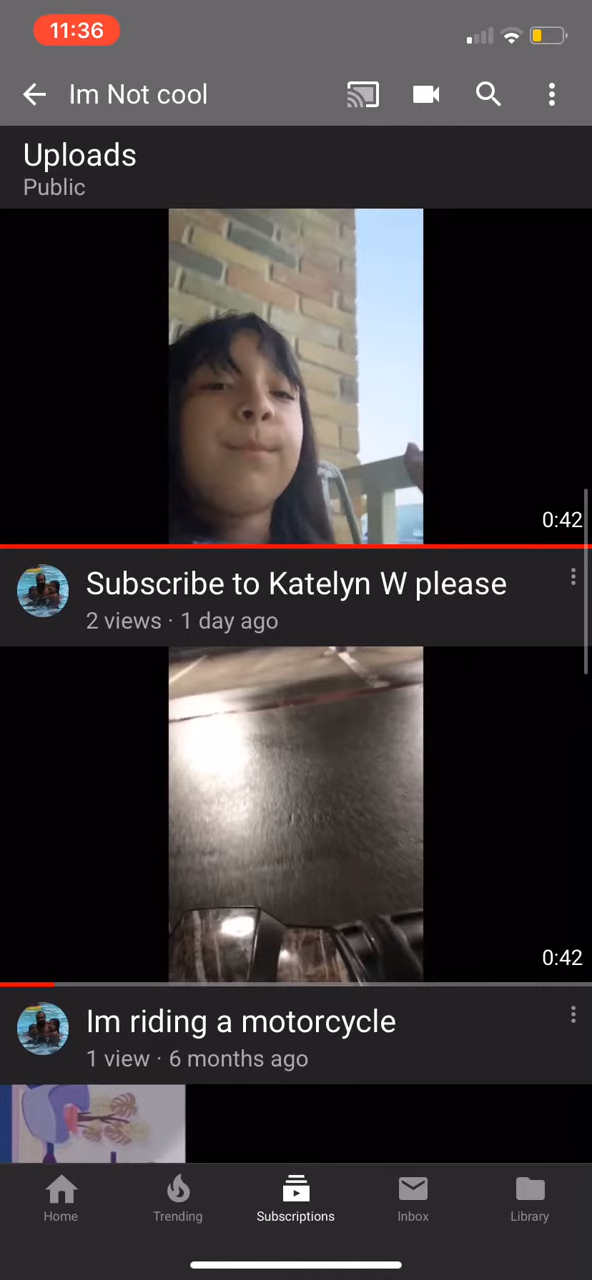 11:36
Im Not cool
Uploads
Public
0:42
Subscribe to Katelyn W please
2 views · 1 day ago
0:42
Im riding a motorcycle
1 view · 6 months ago
Home
Trending
Subscriptions
Inbox
Library